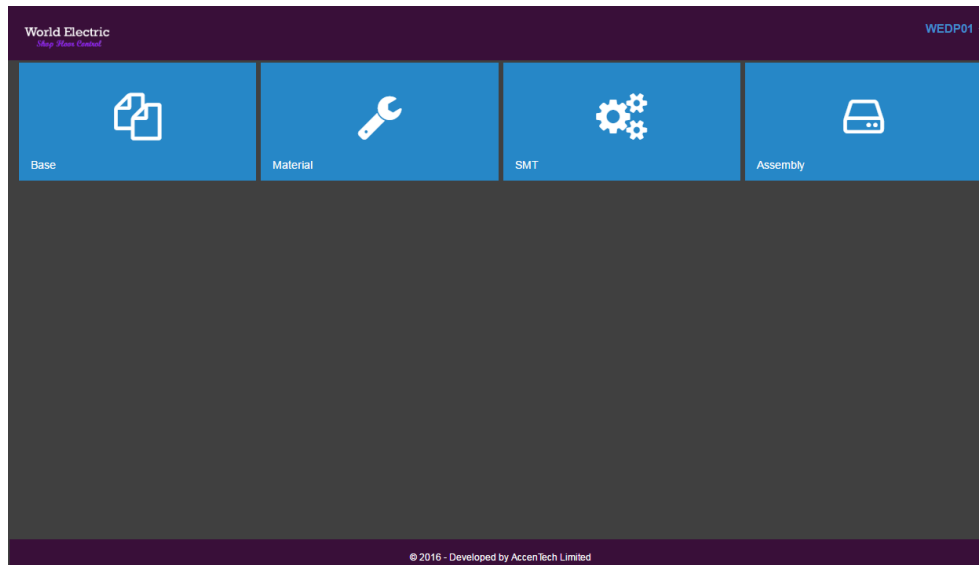 World Electric
WEDP01
Shop Floor Control
Base
Material
SMT
Assembly
© 2016 - Developed by AccenTech Limited